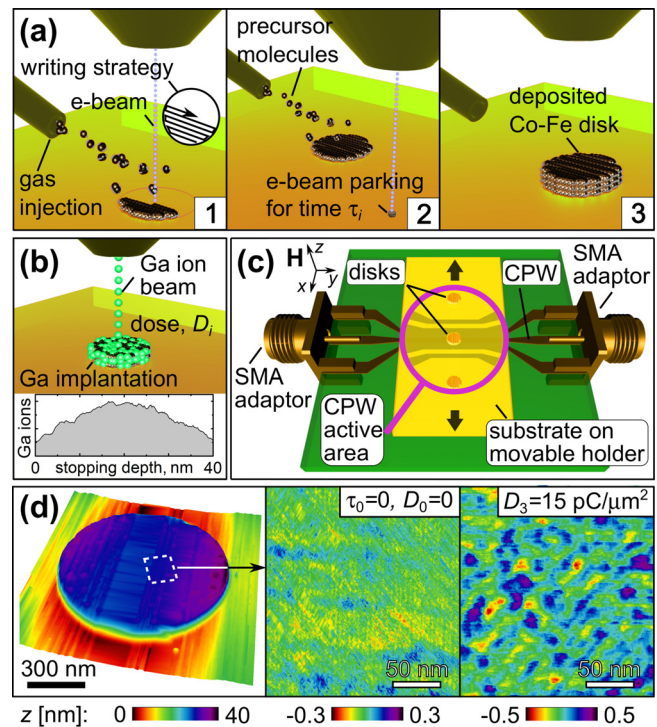 (a)
writing strategy
e-beam
gas
injection
1
precursor
molecules
e-beam parking
for time τi
2
deposited
Co-Fe disk
3
(b)
Ga ion
beam
dose, Di
Ga implantation
Ga ions
0 stopping depth, nm 40
(c)
H
z
y
x
disks
CPW
SMA
adaptor
SMA
adaptor
CPW
active
area
substrate on
movable holder
(d)
300 nm
τ0=0, D0=0
50 nm
D3=15 pC/μm²
50 nm
z [nm]: 0 40 -0.3 0.3 -0.5 0.5